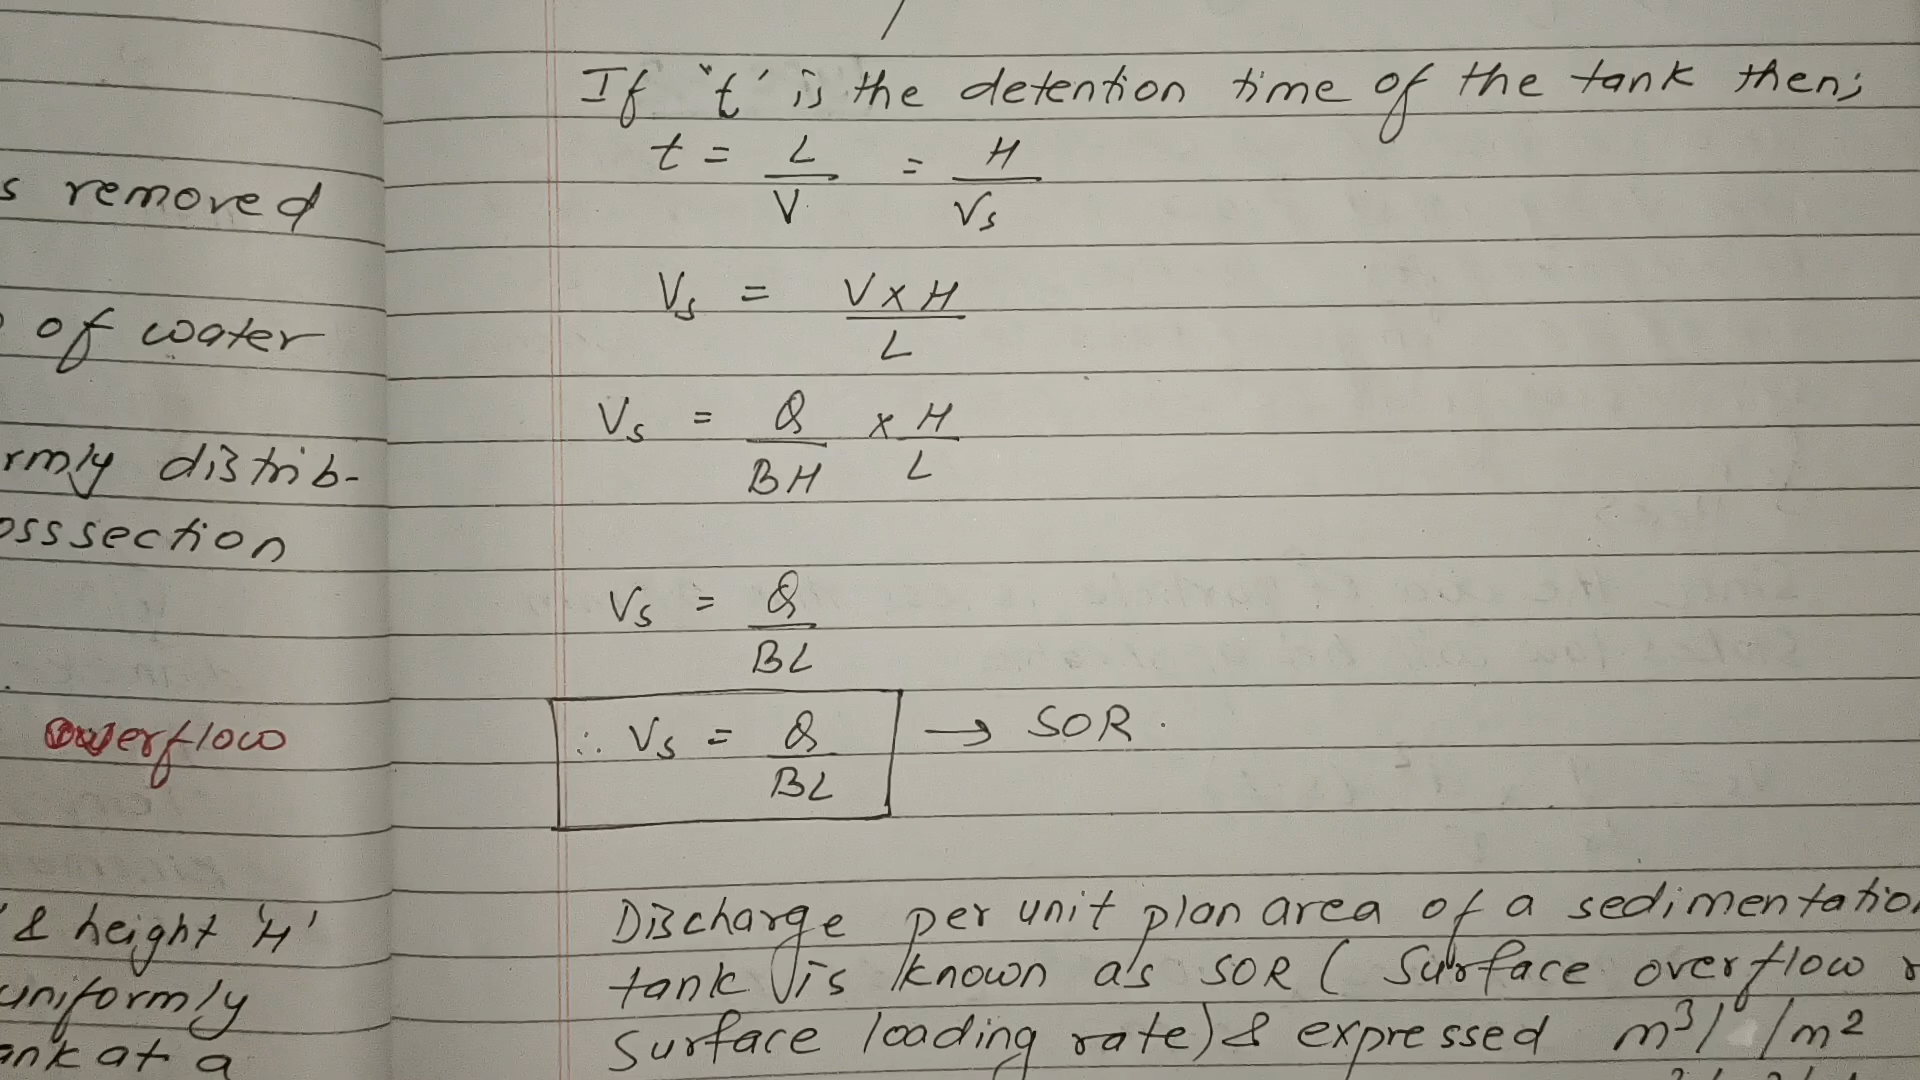 s removed
of water
rmly distrib-
osssection
overflow
& height 'H'
uniformly
ank at a
If 't' is the detention time of the tank then;
t = L/V = H/Vs
Vs = V×H/L
Vs = Q/BH × H/L
Vs = Q/BL
∴ Vs = Q/BL → SOR.
Discharge per unit plan area of a sedimentation
tank is known as SOR ( Surface overflow r
Surface loading rate) & expressed m³/ /m²